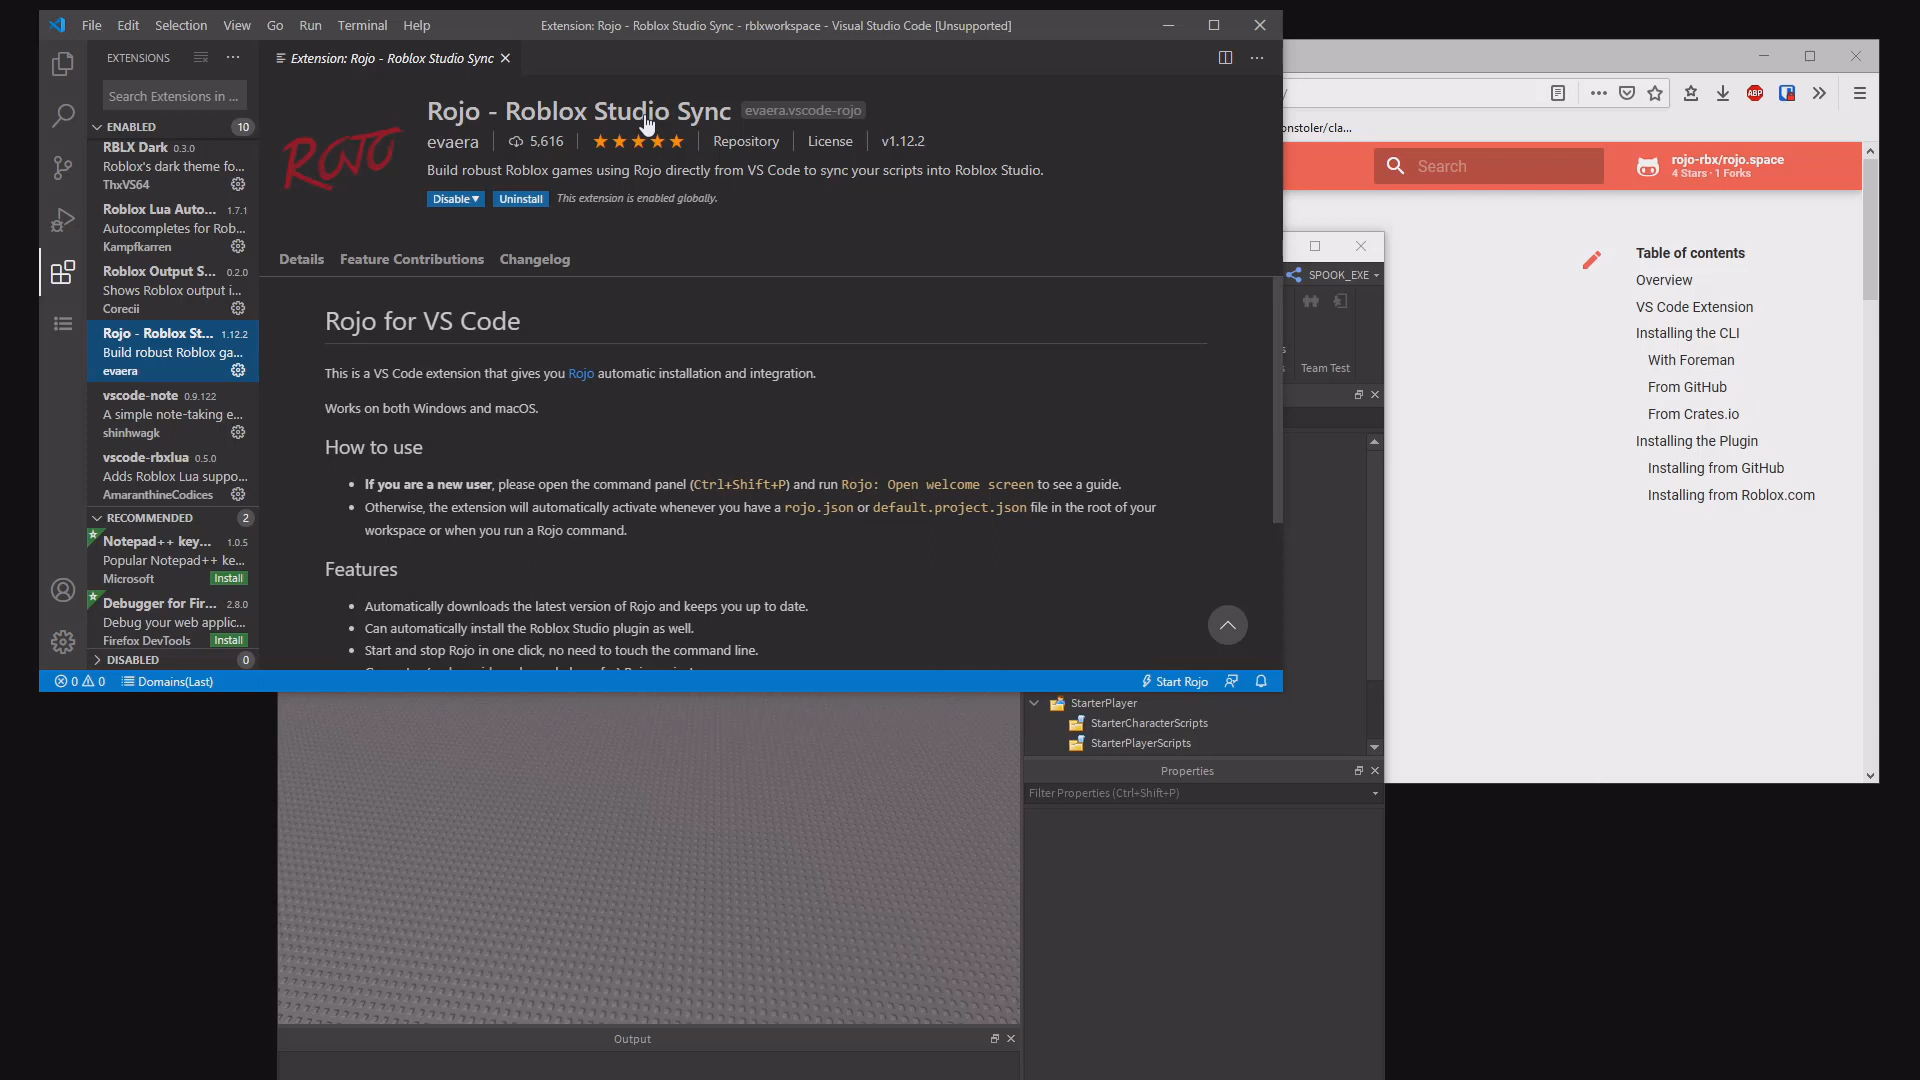 File Edit Selection View Go Run Terminal Help
Extension: Rojo - Roblox Studio Sync - rblxworkspace - Visual Studio Code [Unsupported]
EXTENSIONS
Search Extensions in ...
ENABLED 10
RBLX Dark 0.3.0
Roblox's dark theme fo...
ThxVS64
Roblox Lua Auto... 1.7.1
Autocompletes for Rob...
Kampfkarren
Roblox Output S... 0.2.0
Shows Roblox output i...
Corecii
Rojo - Roblox St... 1.12.2
Build robust Roblox ga...
evaera
vscode-note 0.9.122
A simple note-taking e...
shinhwagk
vscode-rbxlua 0.5.0
Adds Roblox Lua suppo...
AmaranthineCodices
RECOMMENDED 2
Notepad++ key... 1.0.5
Popular Notepad++ ke...
Microsoft Install
Debugger for Fir... 2.8.0
Debug your web applic...
Firefox DevTools Install
DISABLED 0
Extension: Rojo - Roblox Studio Sync
ROJO
Rojo - Roblox Studio Sync evaera.vscode-rojo
evaera 5,616 Repository License v1.12.2
Build robust Roblox games using Rojo directly from VS Code to sync your scripts into Roblox Studio.
Disable Uninstall This extension is enabled globally.
Details Feature Contributions Changelog
Rojo for VS Code
This is a VS Code extension that gives you Rojo automatic installation and integration.
Works on both Windows and macOS.
How to use
If you are a new user, please open the command panel (Ctrl+Shift+P) and run Rojo: Open welcome screen to see a guide.
Otherwise, the extension will automatically activate whenever you have a rojo.json or default.project.json file in the root of your
workspace or when you run a Rojo command.
Features
Automatically downloads the latest version of Rojo and keeps you up to date.
Can automatically install the Roblox Studio plugin as well.
Start and stop Rojo in one click, no need to touch the command line.
0 0 Domains(Last) Start Rojo
SPOOK_EXE
Team Test
StarterPlayer
StarterCharacterScripts
StarterPlayerScripts
Properties
Filter Properties (Ctrl+Shift+P)
Output
/
ABP
onstoler/cla...
Search
rojo-rbx/rojo.space
4 Stars · 1 Forks
Table of contents
Overview
VS Code Extension
Installing the CLI
With Foreman
From GitHub
From Crates.io
Installing the Plugin
Installing from GitHub
Installing from Roblox.com